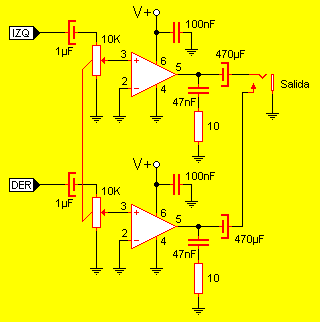 V+
100nF
IZQ
1µF
10K
3
6
5
2
4
470µF
47nF
Salida
10
V+
100nF
DER
1µF
10K
3
6
5
2
4
470µF
47nF
10